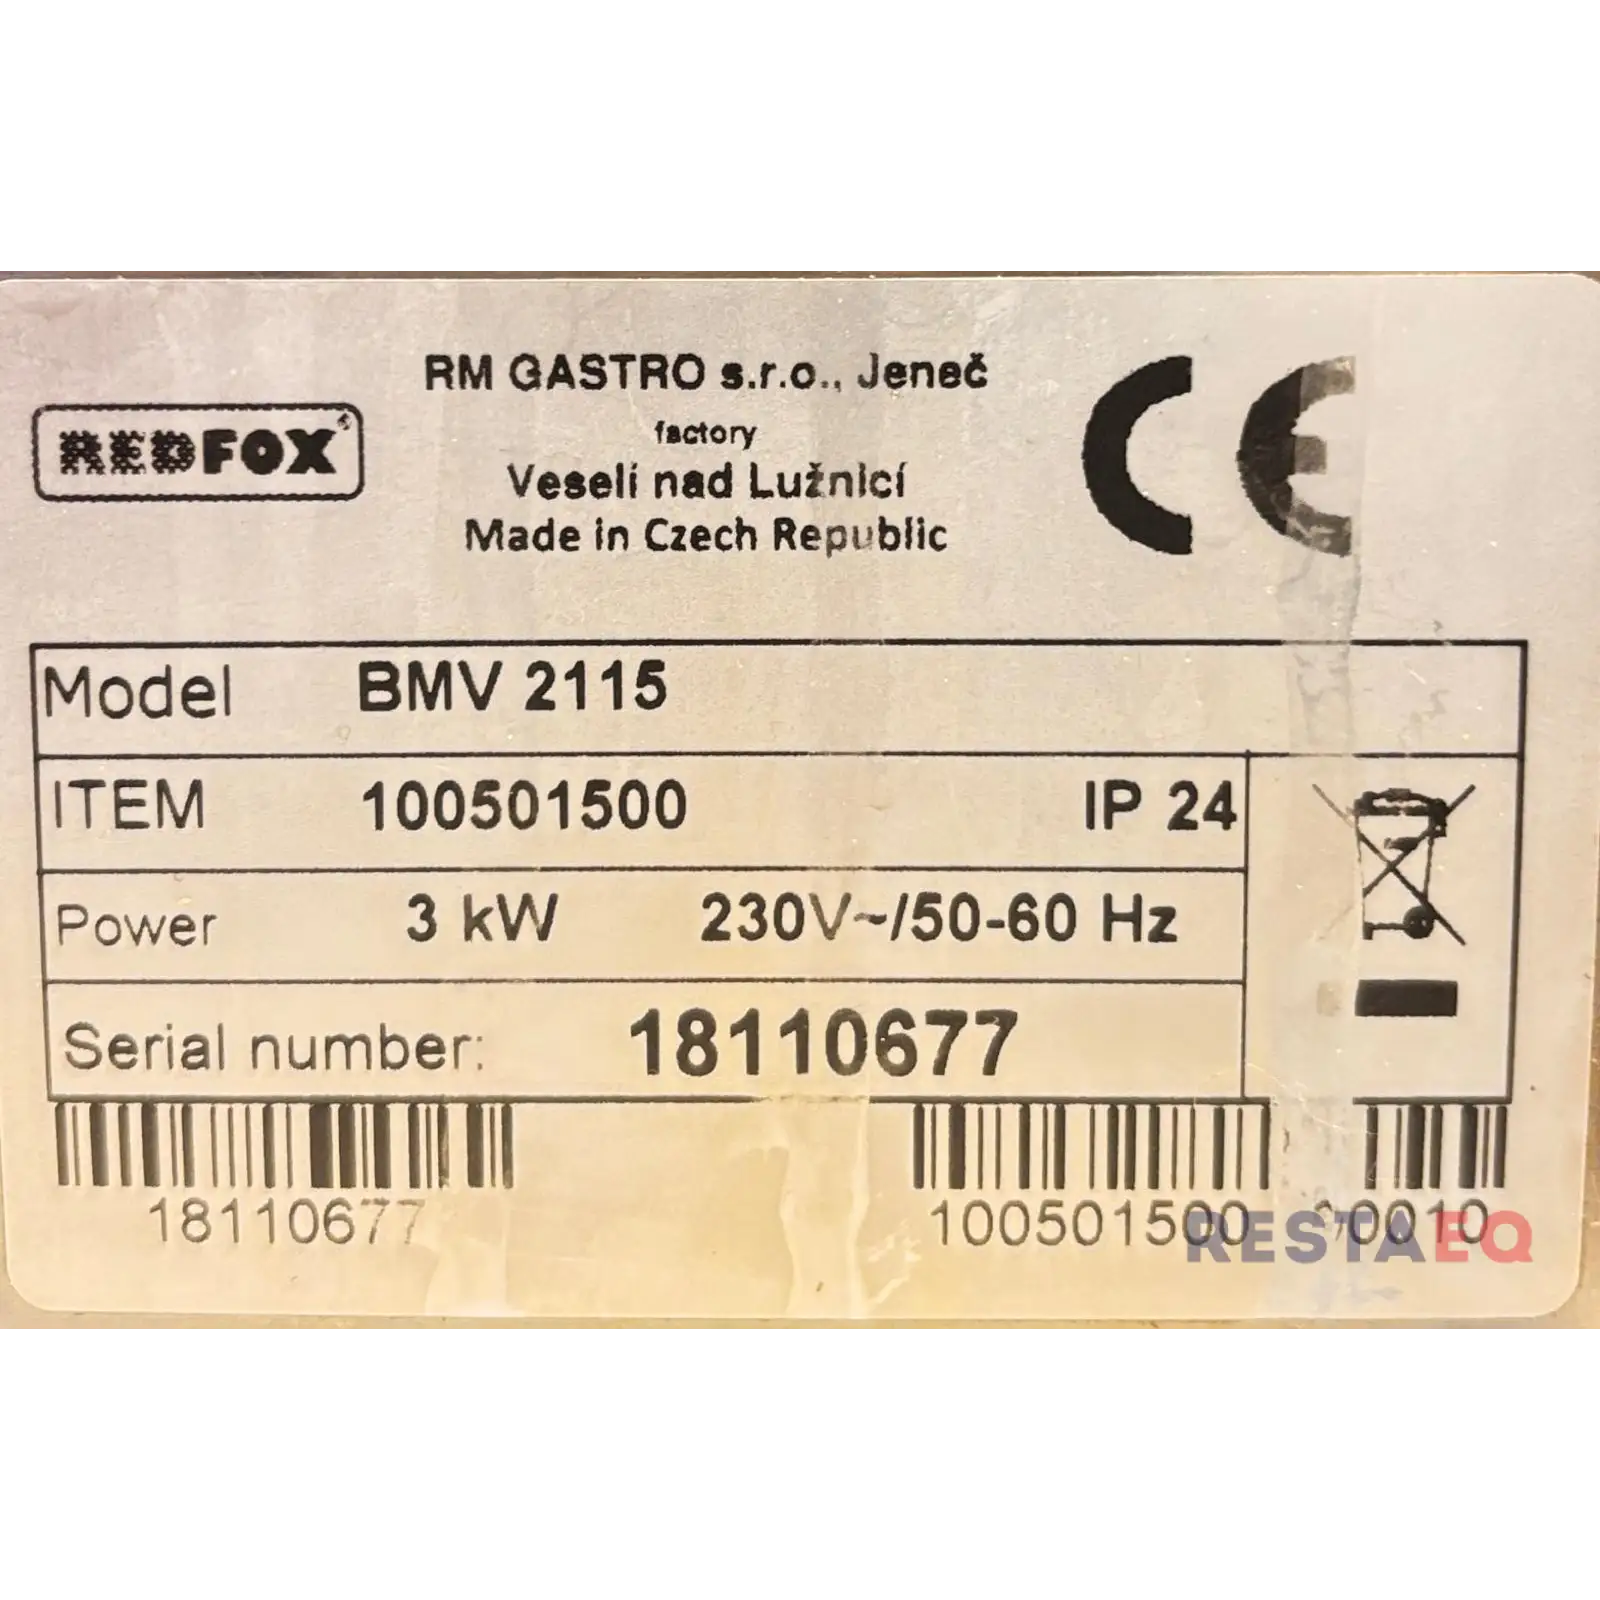 RM GASTRO s.r.o., Jeneč
REDFOX®
factory
Veselí nad Lužnicí
Made in Czech Republic
CE
Model BMV 2115
ITEM 100501500 IP 24
Power 3 kW 230V~/50-60 Hz
Serial number: 18110677
18110677 100501500
RESTAEQ